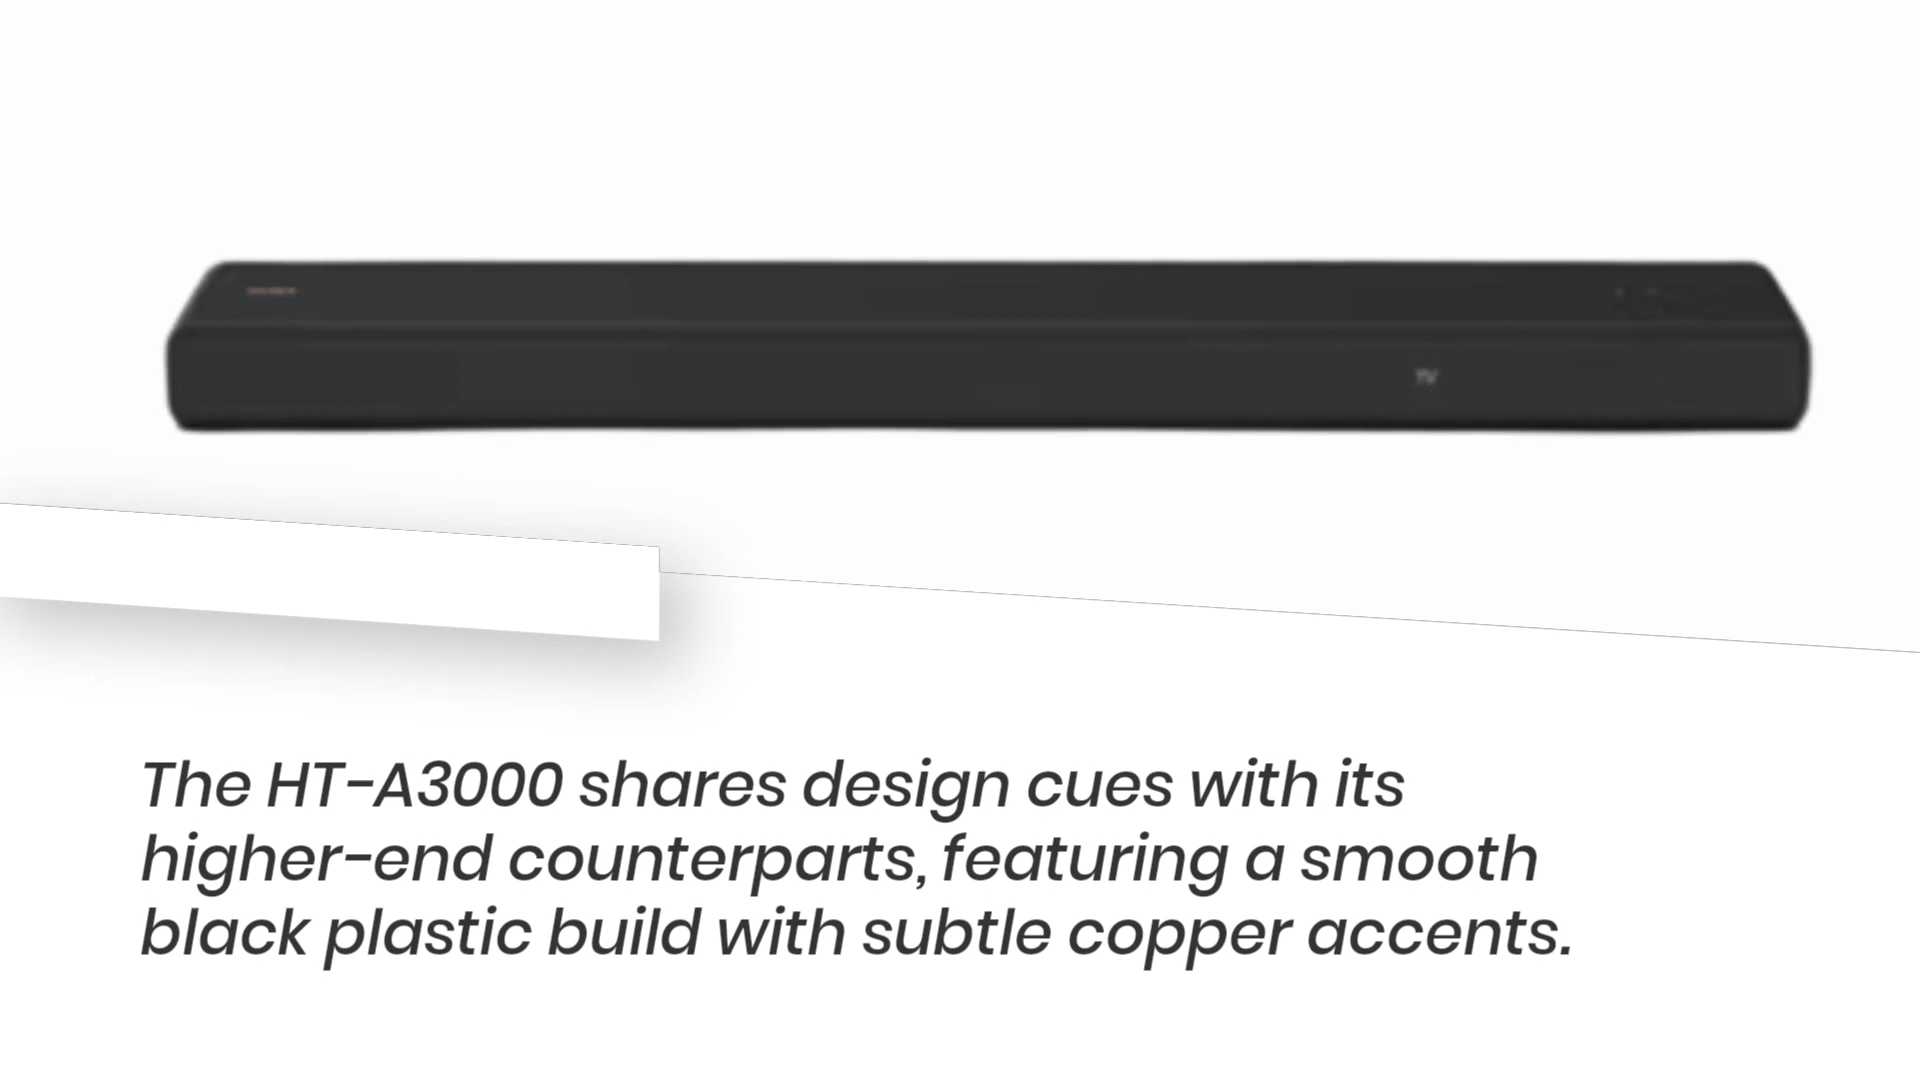 TV
The HT-A3000 shares design cues with its
higher-end counterparts, featuring a smooth
black plastic build with subtle copper accents.